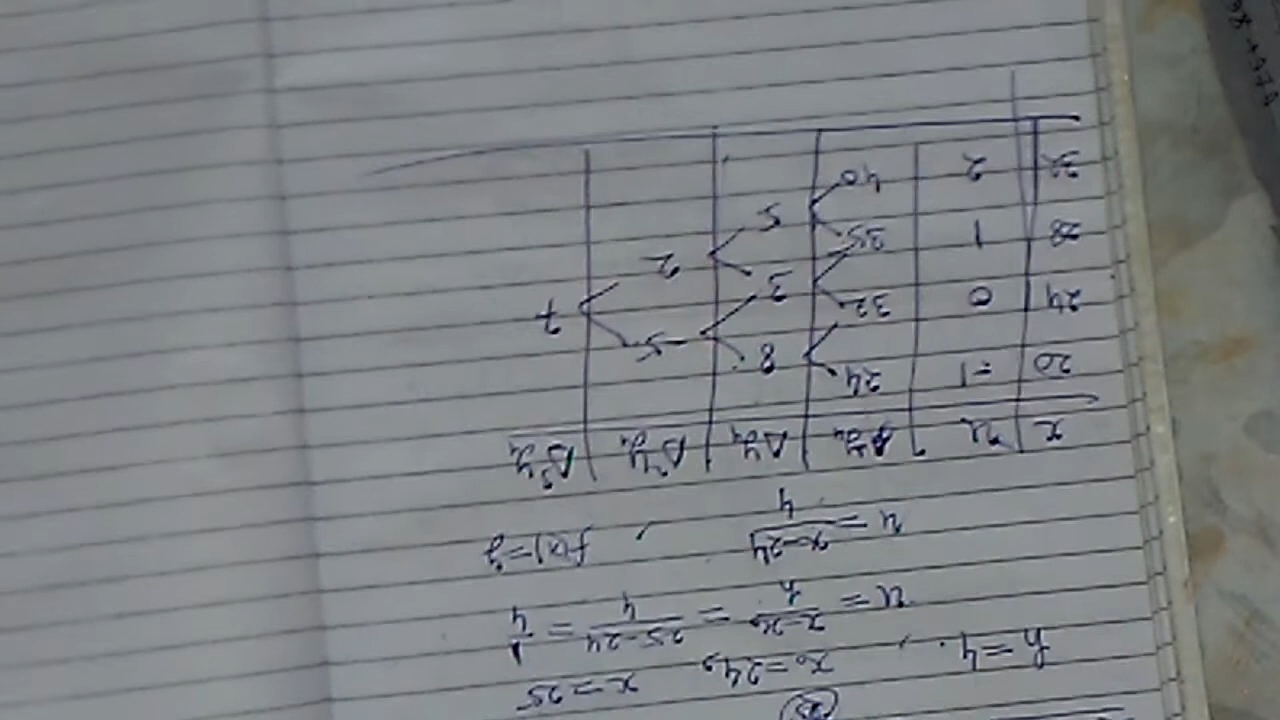 25
h=4, x₀=24, x=25
u = (x-x₀)/h = (25-24)/4 = 1/4
u = (x-24)/4, f(x)=y
x u Δy Δ²y Δ³y
20 -1 24
8
24 0 32 -5
3 7
28 1 35 2
5
32 2 40